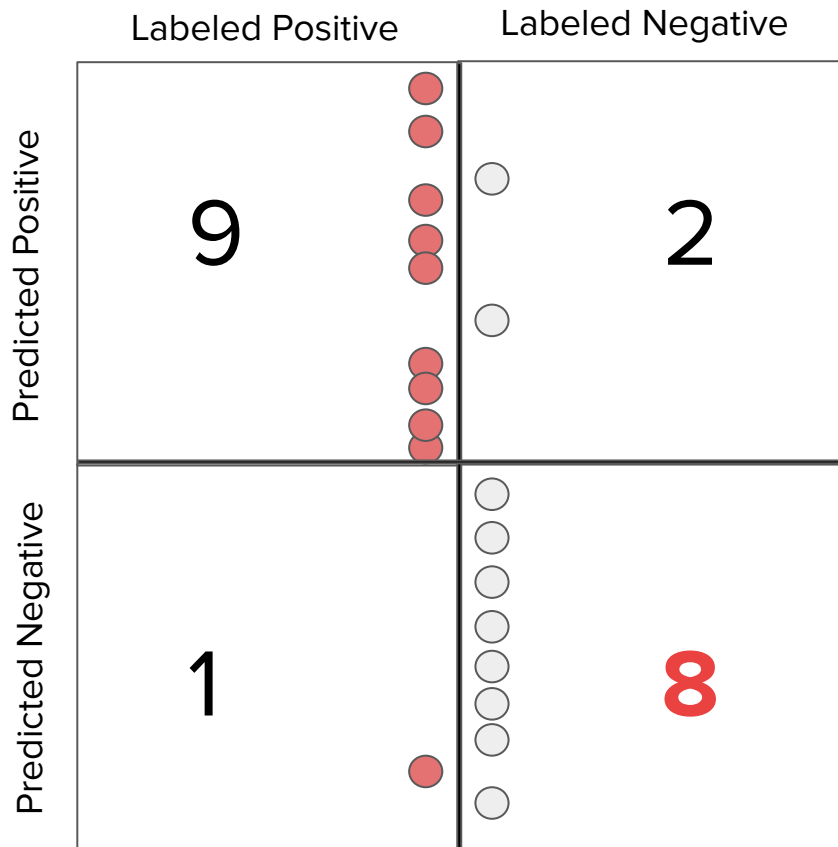 Labeled Positive
Labeled Negative
Predicted Positive
9
2
Predicted Negative
1
8